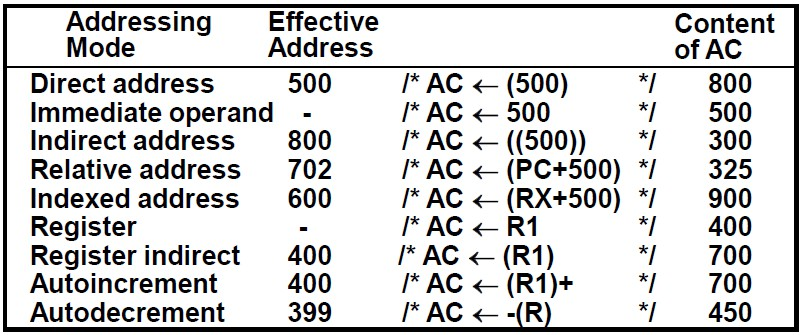 Addressing Mode Effective Address Content of AC
Direct address 500 /* AC ← (500) */ 800
Immediate operand - /* AC ← 500 */ 500
Indirect address 800 /* AC ← ((500)) */ 300
Relative address 702 /* AC ← (PC+500) */ 325
Indexed address 600 /* AC ← (RX+500) */ 900
Register - /* AC ← R1 */ 400
Register indirect 400 /* AC ← (R1) */ 700
Autoincrement 400 /* AC ← (R1)+ */ 700
Autodecrement 399 /* AC ← -(R) */ 450